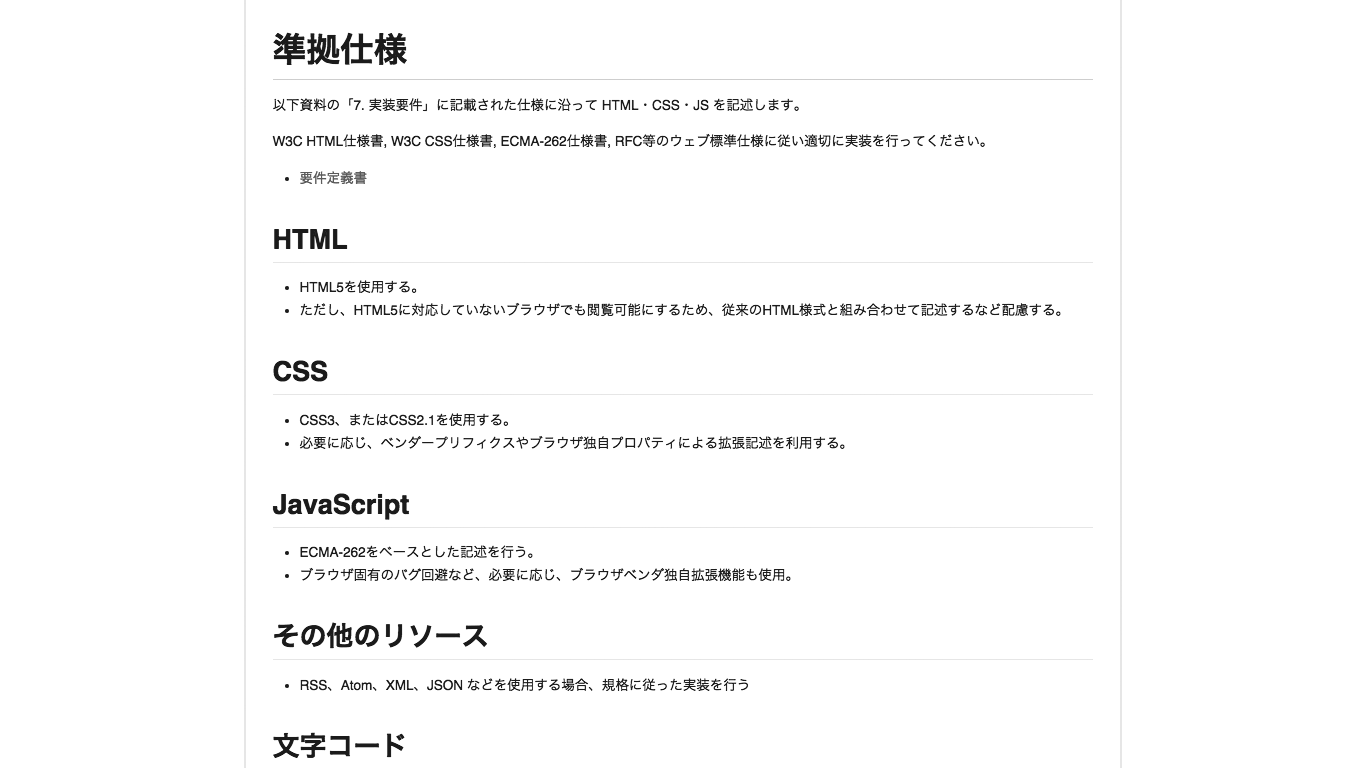 準拠仕様
以下資料の「7. 実装要件」に記載された仕様に沿って HTML・CSS・JS を記述します。
W3C HTML仕様書, W3C CSS仕様書, ECMA-262仕様書, RFC等のウェブ標準仕様に従い適切に実装を行ってください。
• 要件定義書
HTML
• HTML5を使用する。
• ただし、HTML5に対応していないブラウザでも閲覧可能にするため、従来のHTML様式と組み合わせて記述するなど配慮する。
CSS
• CSS3、またはCSS2.1を使用する。
• 必要に応じ、ベンダープリフィクスやブラウザ独自プロパティによる拡張記述を利用する。
JavaScript
• ECMA-262をベースとした記述を行う。
• ブラウザ固有のバグ回避など、必要に応じ、ブラウザベンダ独自拡張機能も使用。
その他のリソース
• RSS、Atom、XML、JSON などを使用する場合、規格に従った実装を行う
文字コード